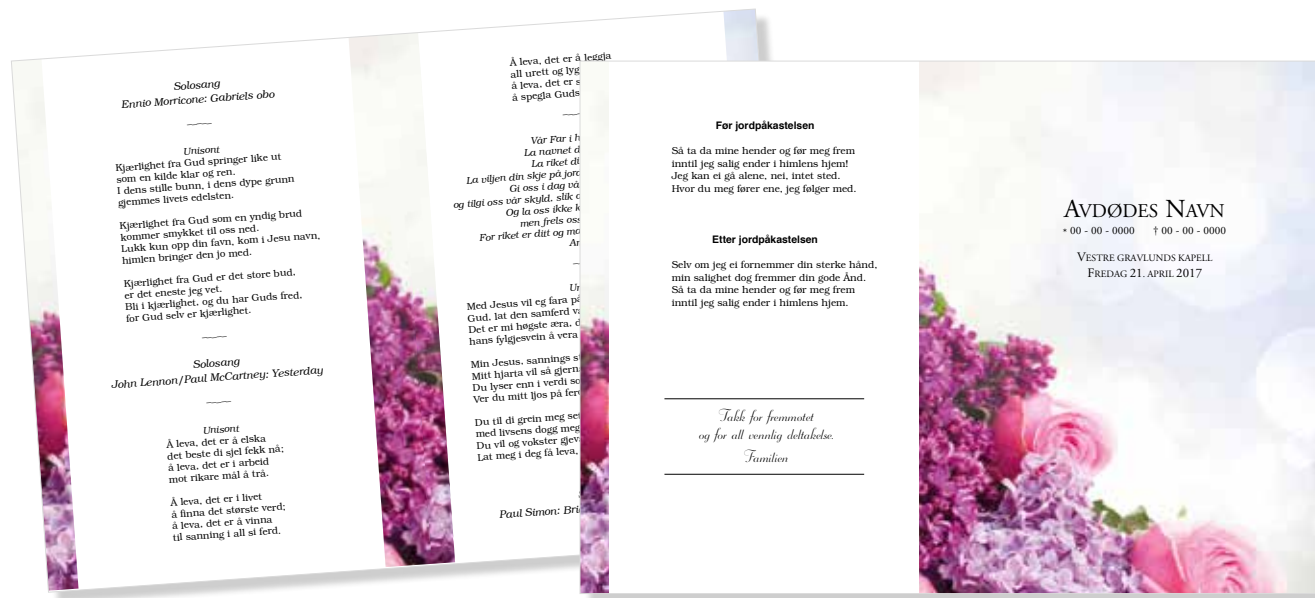 Solosang
Ennio Morricone: Gabriels obo
Unisont
Kjærlighet fra Gud springer like ut
som en kilde klar og ren.
I dens stille bunn, i dens dype grunn
gjemmes livets edelsten.
Kjærlighet fra Gud som en yndig brud
kommer smykket til oss ned.
Lukk kun opp din favn, kom i Jesu navn,
himlen bringer den jo med.
Kjærlighet fra Gud er det store bud,
er det eneste jeg vet.
Bli i kjærlighet, og du har Guds fred,
for Gud selv er kjærlighet.
Solosang
John Lennon/Paul McCartney: Yesterday
Unisont
Å leva, det er å elska
det beste di sjel fekk nå;
å leva, det er i arbeid
mot rikare mål å trå.
Å leva, det er i livet
å finna det største verd;
å leva, det er å vinna
til sanning i all si ferd.
Å leva, det er å leggja
all urett og lyg
å leva, det er s
å spegla Guds
Vår Far i h
La navnet d
La riket di
La viljen din skje på jord
Gi oss i dag vå
og tilgi oss vår skyld, slik
Og la oss ikke
men frels oss
For riket er ditt og
Med Jesus vil eg fara på
Gud, lat den samferd
Det er mi høgste æra,
hans fylgjesvein å vera
Min Jesus, sannings
Mitt hjarta vil så gjern
Du lyser enn i verdi so
Ver du mitt ljos på
Du til di grein meg
med livsens dogg meg
Du vil og vokster
Lat meg i deg få leva,
Paul Simon:
Før jordpåkastelsen
Så ta da mine hender og før meg frem
inntil jeg salig ender i himlens hjem!
Jeg kan ei gå alene, nei, intet sted.
Hvor du meg fører ene, jeg følger med.
Etter jordpåkastelsen
Selv om jeg ei fornemmer din sterke hånd,
min salighet dog fremmer din gode Ånd.
Så ta da mine hender og før meg frem
inntil jeg salig ender i himlens hjem.
Takk for fremmøtet
og for all vennlig deltakelse.
Familien
AVDØDES NAVN
* 00 - 00 - 0000 † 00 - 00 - 0000
VESTRE GRAVLUNDS KAPELL
FREDAG 21. APRIL 2017